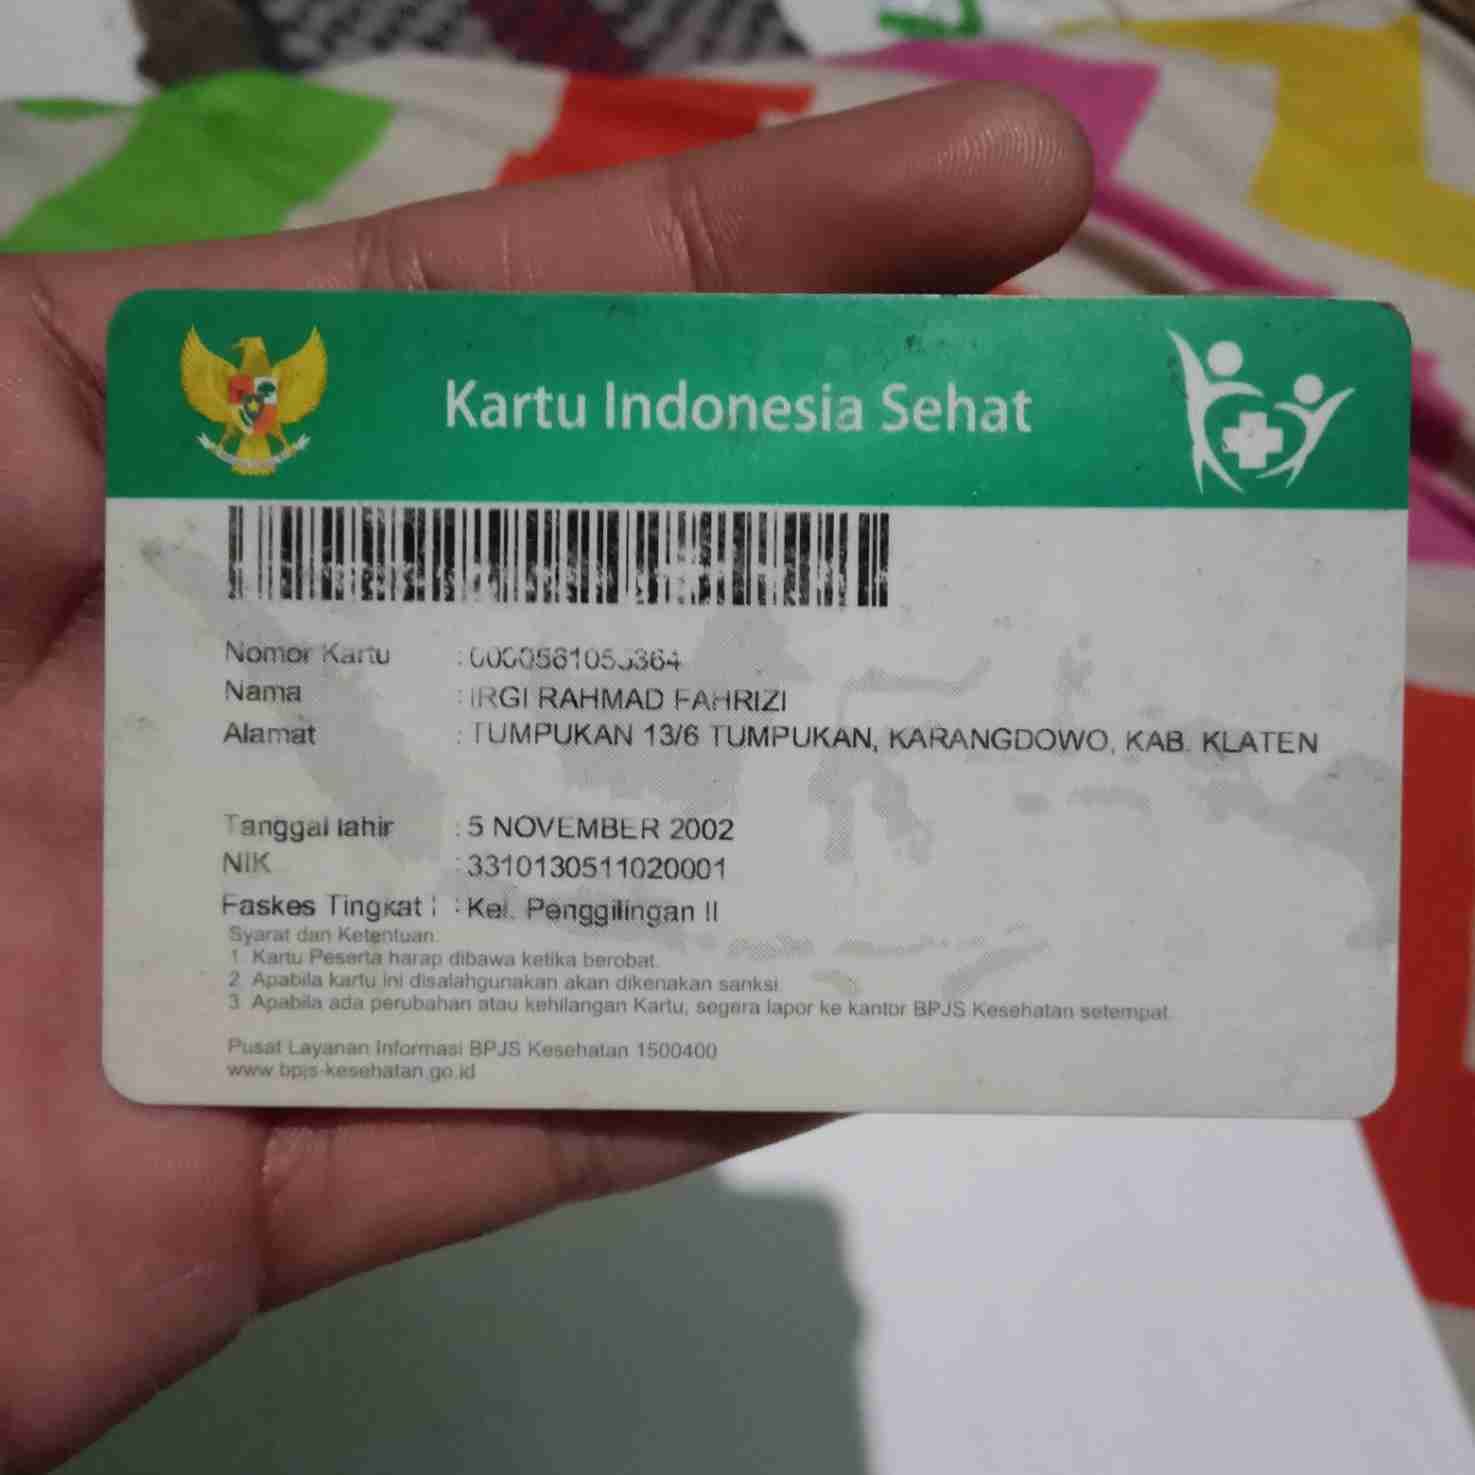 Kartu Indonesia Sehat
Nomor Kartu :
Nama : IRGI RAHMAD FAHRIZI
Alamat : TUMPUKAN 13/6 TUMPUKAN, KARANGDOWO, KAB. KLATEN
Tanggal lahir : 5 NOVEMBER 2002
NIK : 3310130511020001
Faskes Tingkat I : Kel. Penggilingan II
Syarat dan Ketentuan.
1 Kartu Peserta harap dibawa ketika berobat.
2 Apabila kartu ini disalahgunakan akan dikenakan sanksi
3 Apabila ada perubahan atau kehilangan Kartu, segera lapor ke kantor BPJS Kesehatan setempat
Pusat Layanan Informasi BPJS Kesehatan 1500400
www.bpjs-kesehatan.go.id